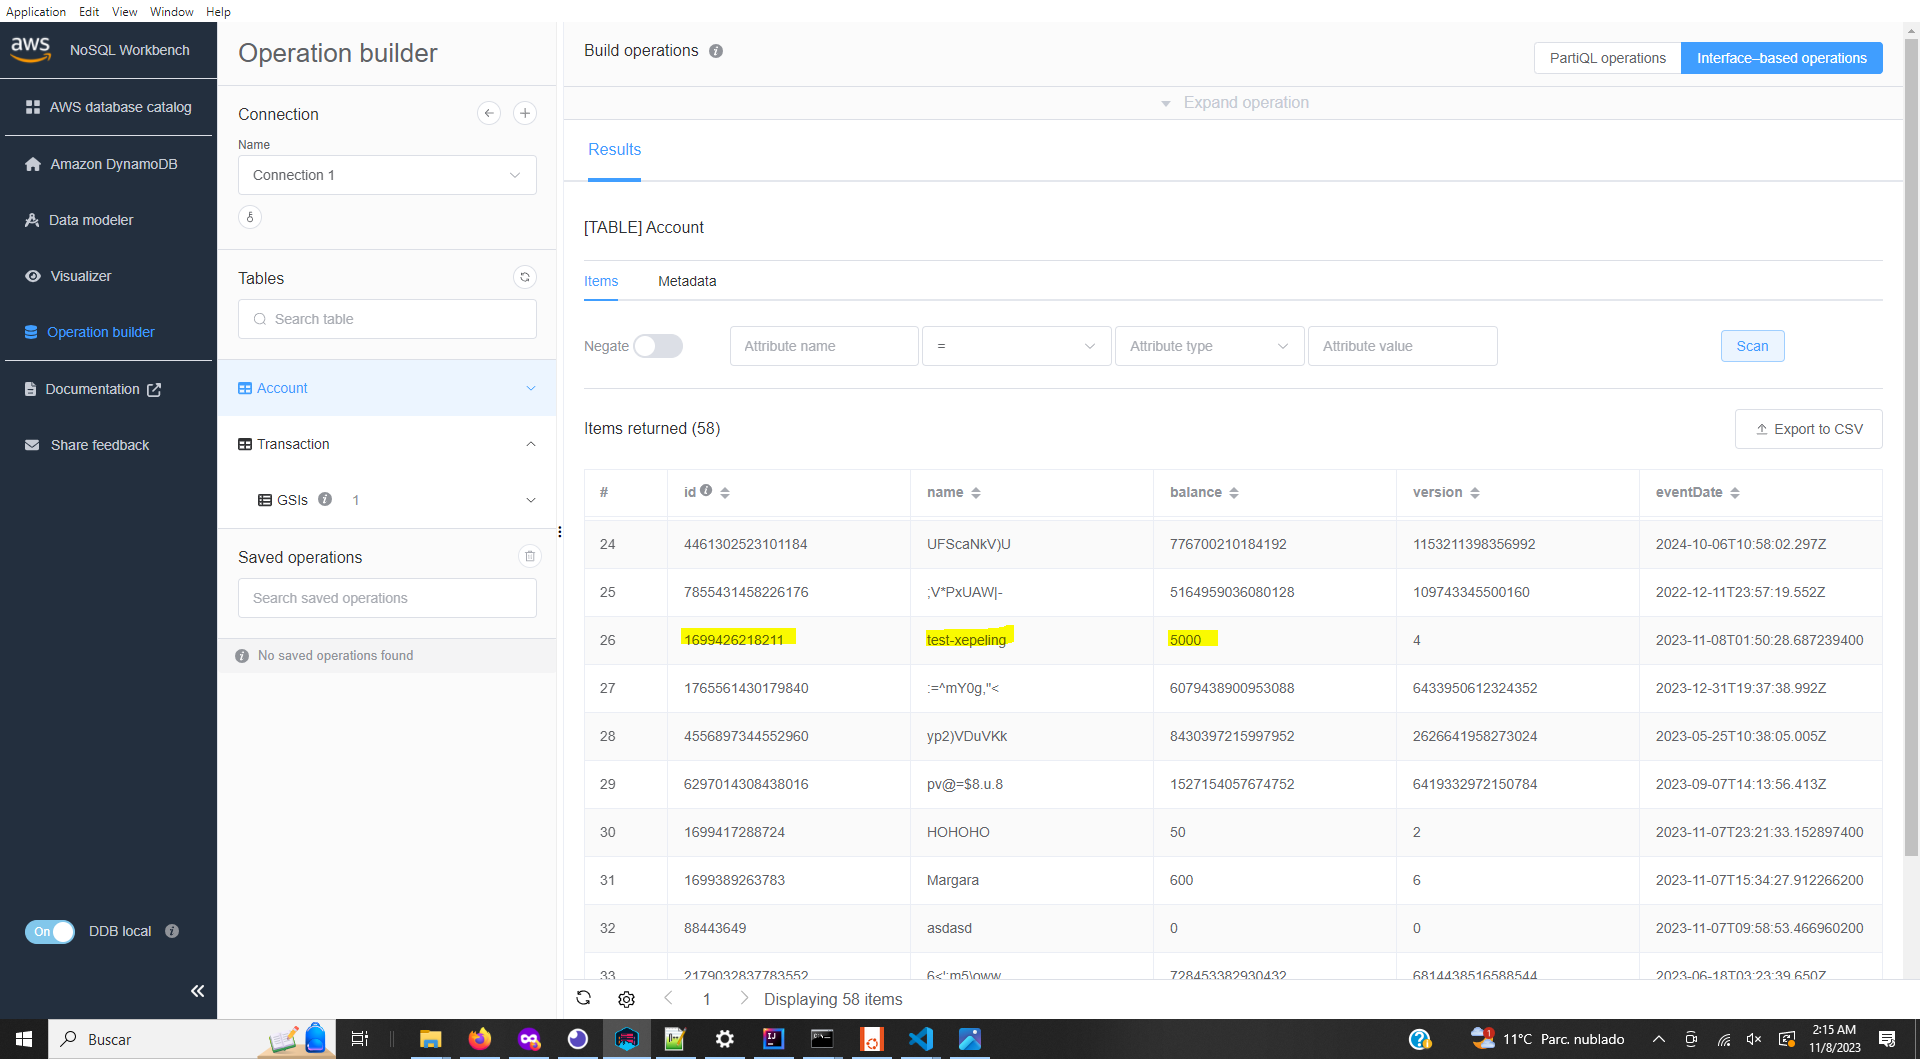 Application Edit View Window Help
aws NoSQL Workbench
AWS database catalog
Amazon DynamoDB
Data modeler
Visualizer
Operation builder
Documentation
Share feedback
On DDB local
Operation builder
Connection
Name
Connection 1
Tables
Search table
Account
Transaction
GSIs 1
Saved operations
Search saved operations
No saved operations found
Build operations
PartiQL operations Interface–based operations
Expand operation
Results
[TABLE] Account
Items Metadata
Negate Attribute name = Attribute type Attribute value Scan
Items returned (58)
Export to CSV
# id name balance version eventDate
24 4461302523101184 UFScaNkV)U 776700210184192 1153211398356992 2024-10-06T10:58:02.297Z
25 7855431458226176 ;V*PxUAW|- 5164959036080128 109743345500160 2022-12-11T23:57:19.552Z
26 1699426218211 test-xepeling 5000 4 2023-11-08T01:50:28.687239400
27 1765561430179840 :=^mY0g,"< 6079438900953088 6433950612324352 2023-12-31T19:37:38.992Z
28 4556897344552960 yp2)VDuVKk 8430397215997952 2626641958273024 2023-05-25T10:38:05.005Z
29 6297014308438016 pv@=$8.u.8 1527154057674752 6419332972150784 2023-09-07T14:13:56.413Z
30 1699417288724 HOHOHO 50 2 2023-11-07T23:21:33.152897400
31 1699389263783 Margara 600 6 2023-11-07T15:34:27.912266200
32 88443649 asdasd 0 0 2023-11-07T09:58:53.466960200
33 2179032837783552 6<':m5\oww 728453382930432 6814438516588544 2023-06-18T03:23:39.650Z
1 Displaying 58 items
Buscar
1 11°C Parc. nublado
2:15 AM
11/8/2023